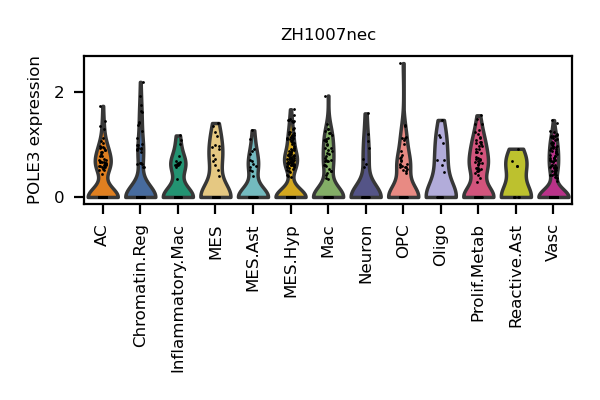 ZH1007nec
POLE3 expression
2
0
AC
Chromatin.Reg
Inflammatory.Mac
MES
MES.Ast
MES.Hyp
Mac
Neuron
OPC
Oligo
Prolif.Metab
Reactive.Ast
Vasc